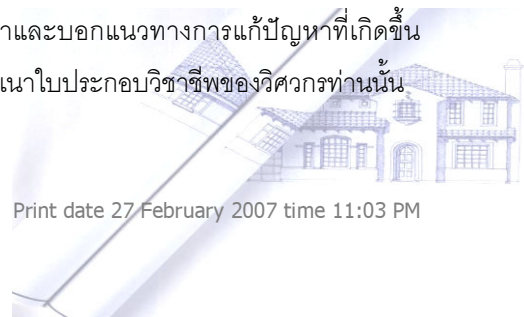 าและบอกแนวทางการแก้ปัญหาที่เกิดขึ้น
เนาใบประกอบวิชาชีพของวิศวกรท่านนั้น
Print date 27 February 2007 time 11:03 PM